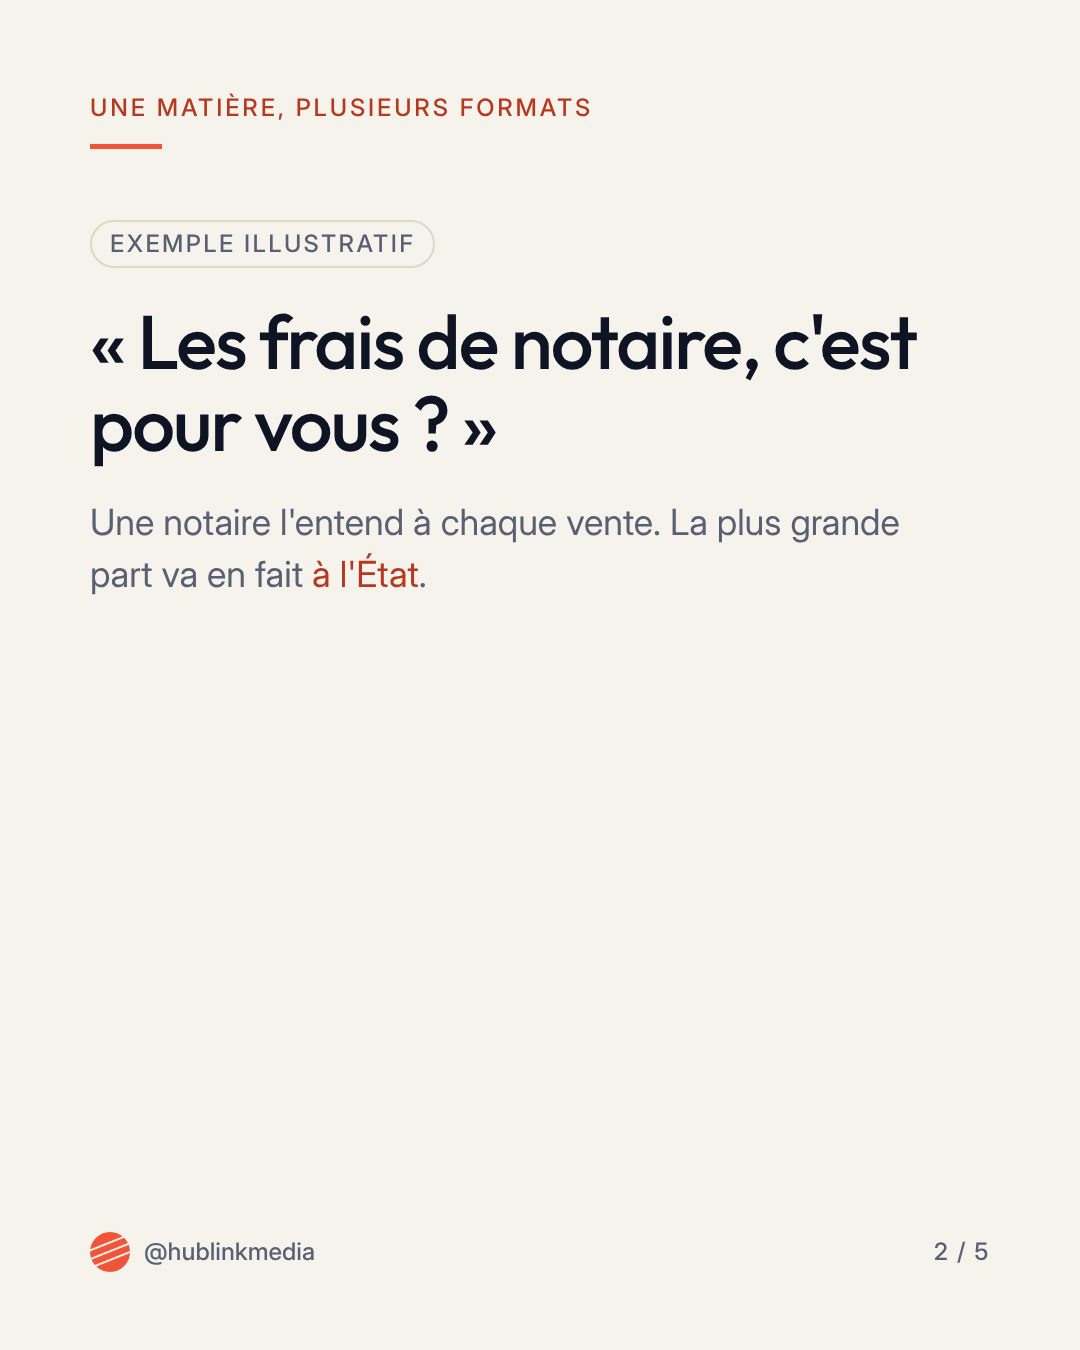 UNE MATIÈRE, PLUSIEURS FORMATS
EXEMPLE ILLUSTRATIF
« Les frais de notaire, c'est
pour vous ? »
Une notaire l'entend à chaque vente. La plus grande
part va en fait à l'État.
@hublinkmedia
2 / 5